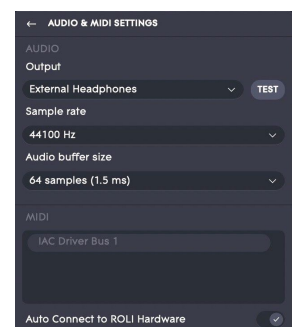 ← AUDIO & MIDI SETTINGS
AUDIO
Output
External Headphones TEST
Sample rate
44100 Hz
Audio buffer size
64 samples (1.5 ms)
MIDI
IAC Driver Bus 1
Auto Connect to ROLI Hardware